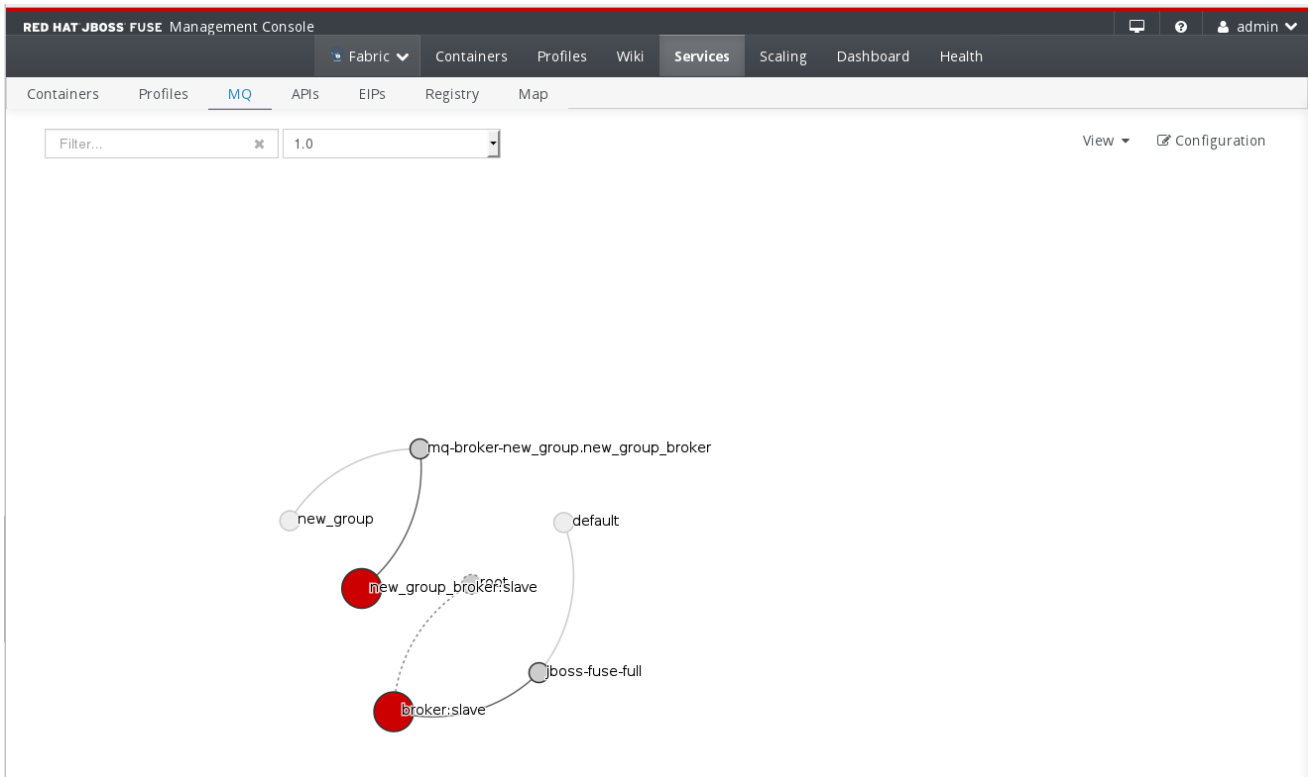 RED HAT JBOSS FUSE Management Console
admin
Fabric Containers Profiles Wiki Services Scaling Dashboard Health
Containers Profiles MQ APIs EIPs Registry Map
Filter... 1.0 View Configuration
mq-broker-new_group.new_group_broker
new_group
default
root
new_group_broker:slave
jboss-fuse-full
broker:slave